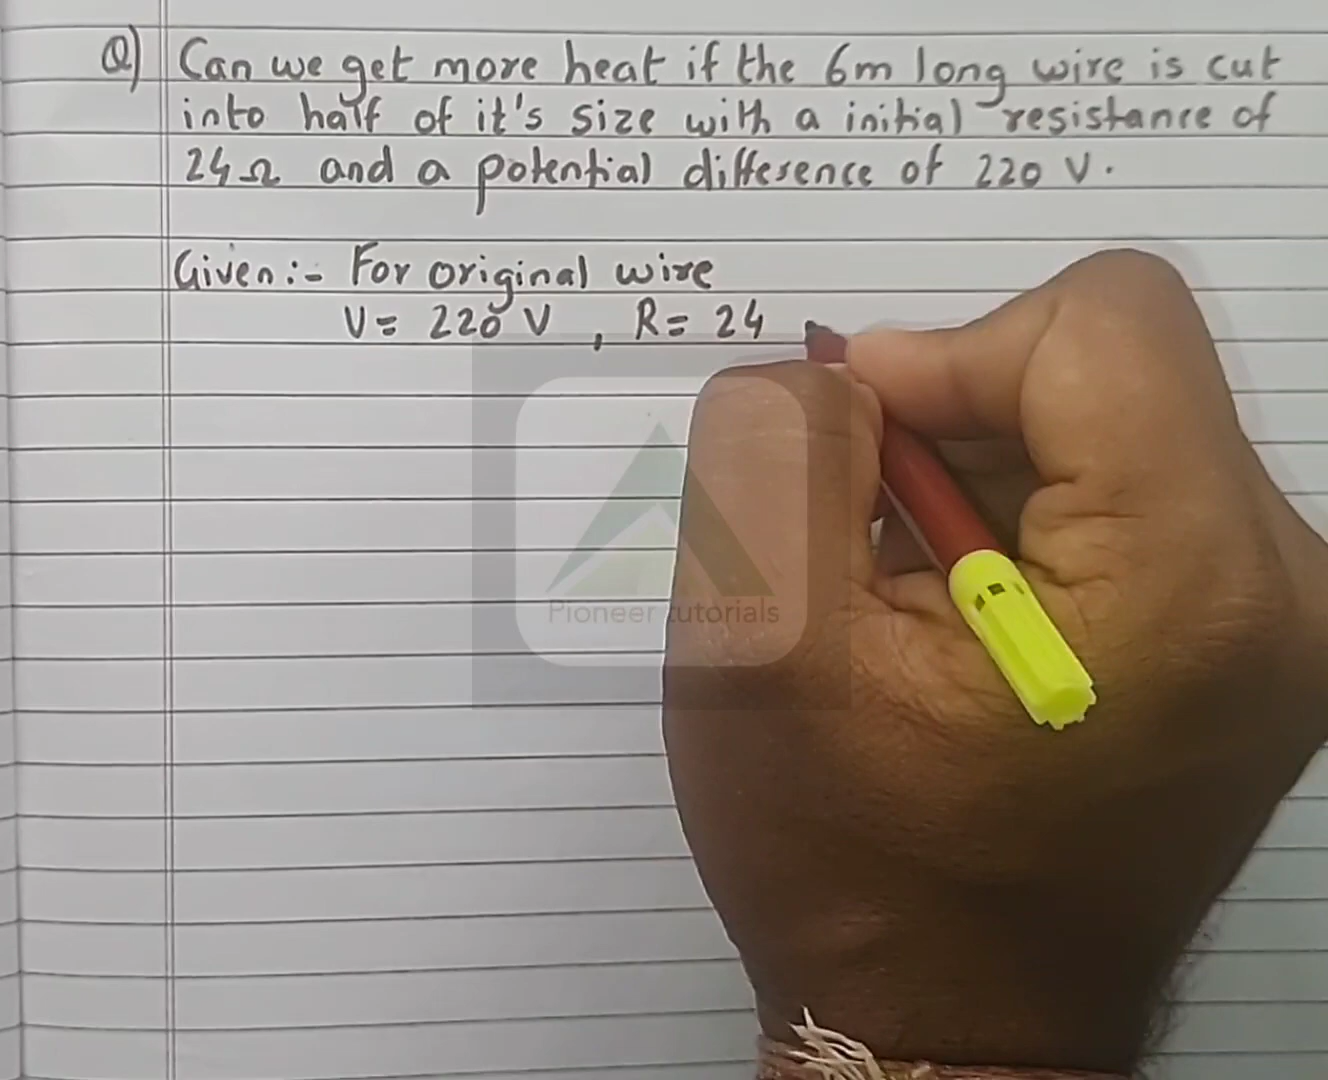 Q) Can we get more heat if the 6m long wire is cut
into half of it's size with a initial resistance of
24Ω and a potential difference of 220 V.
Given:- For original wire
V= 220 V , R= 24
Pioneer tutorials